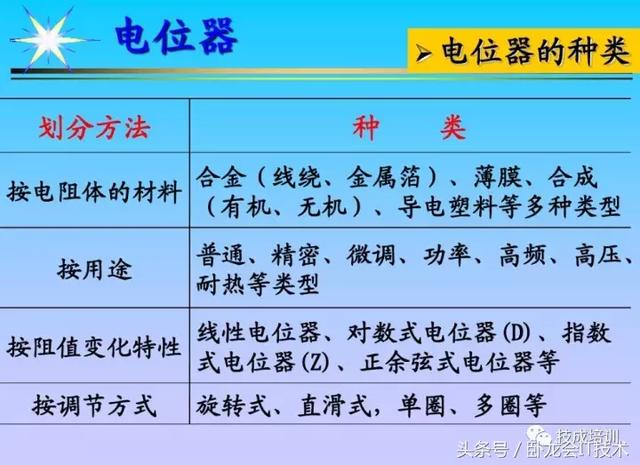 电位器
➢ 电位器的种类
划分方法
种 类
按电阻体的材料
合金（线绕、金属箔）、薄膜、合成
（有机、无机）、导电塑料等多种类型
按用途
普通、精密、微调、功率、高频、高压、
耐热等类型
按阻值变化特性
线性电位器、对数式电位器(D)、指数
式电位器(Z)、正余弦式电位器等
按调节方式
旋转式、直滑式，单圈、多圈等
技成培训
头条号／卧龙会IT技术